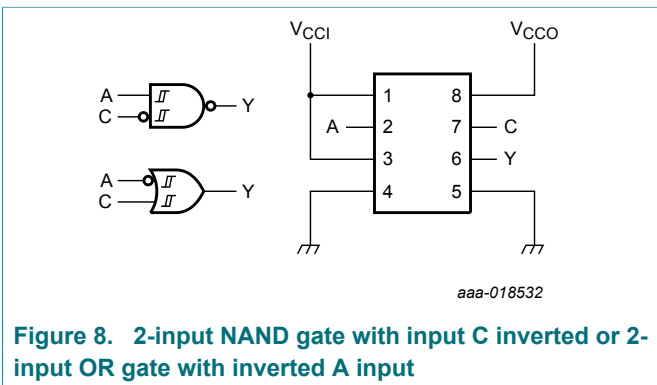 VCCI VCCO
A Y
C
A Y
C
1 8
A 2 7 C
3 6 Y
4 5
aaa-018532
Figure 8. 2-input NAND gate with input C inverted or 2-
input OR gate with inverted A input